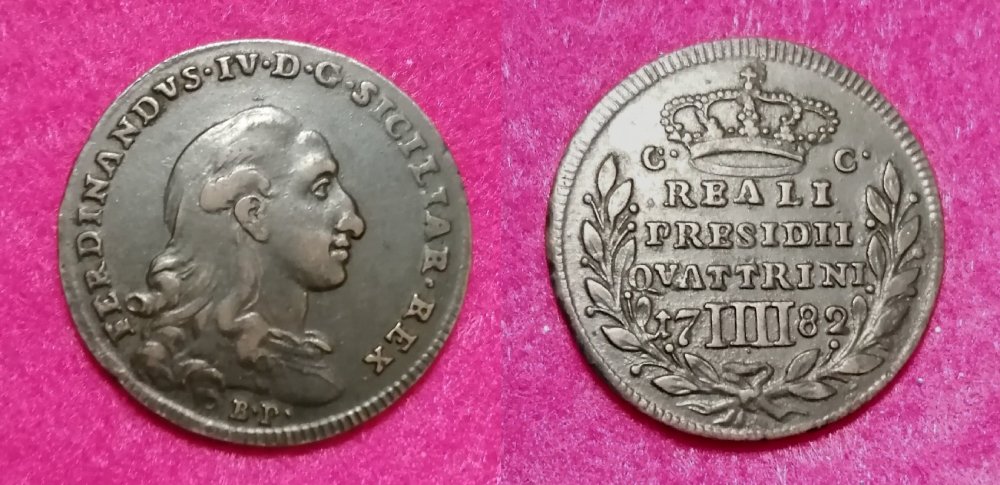 FERDINANDVS·IV·D·G·SICILIAR·REX
B·P·
C· C·
REALI
PRESIDII
QVATTRINI
17 IIII 82